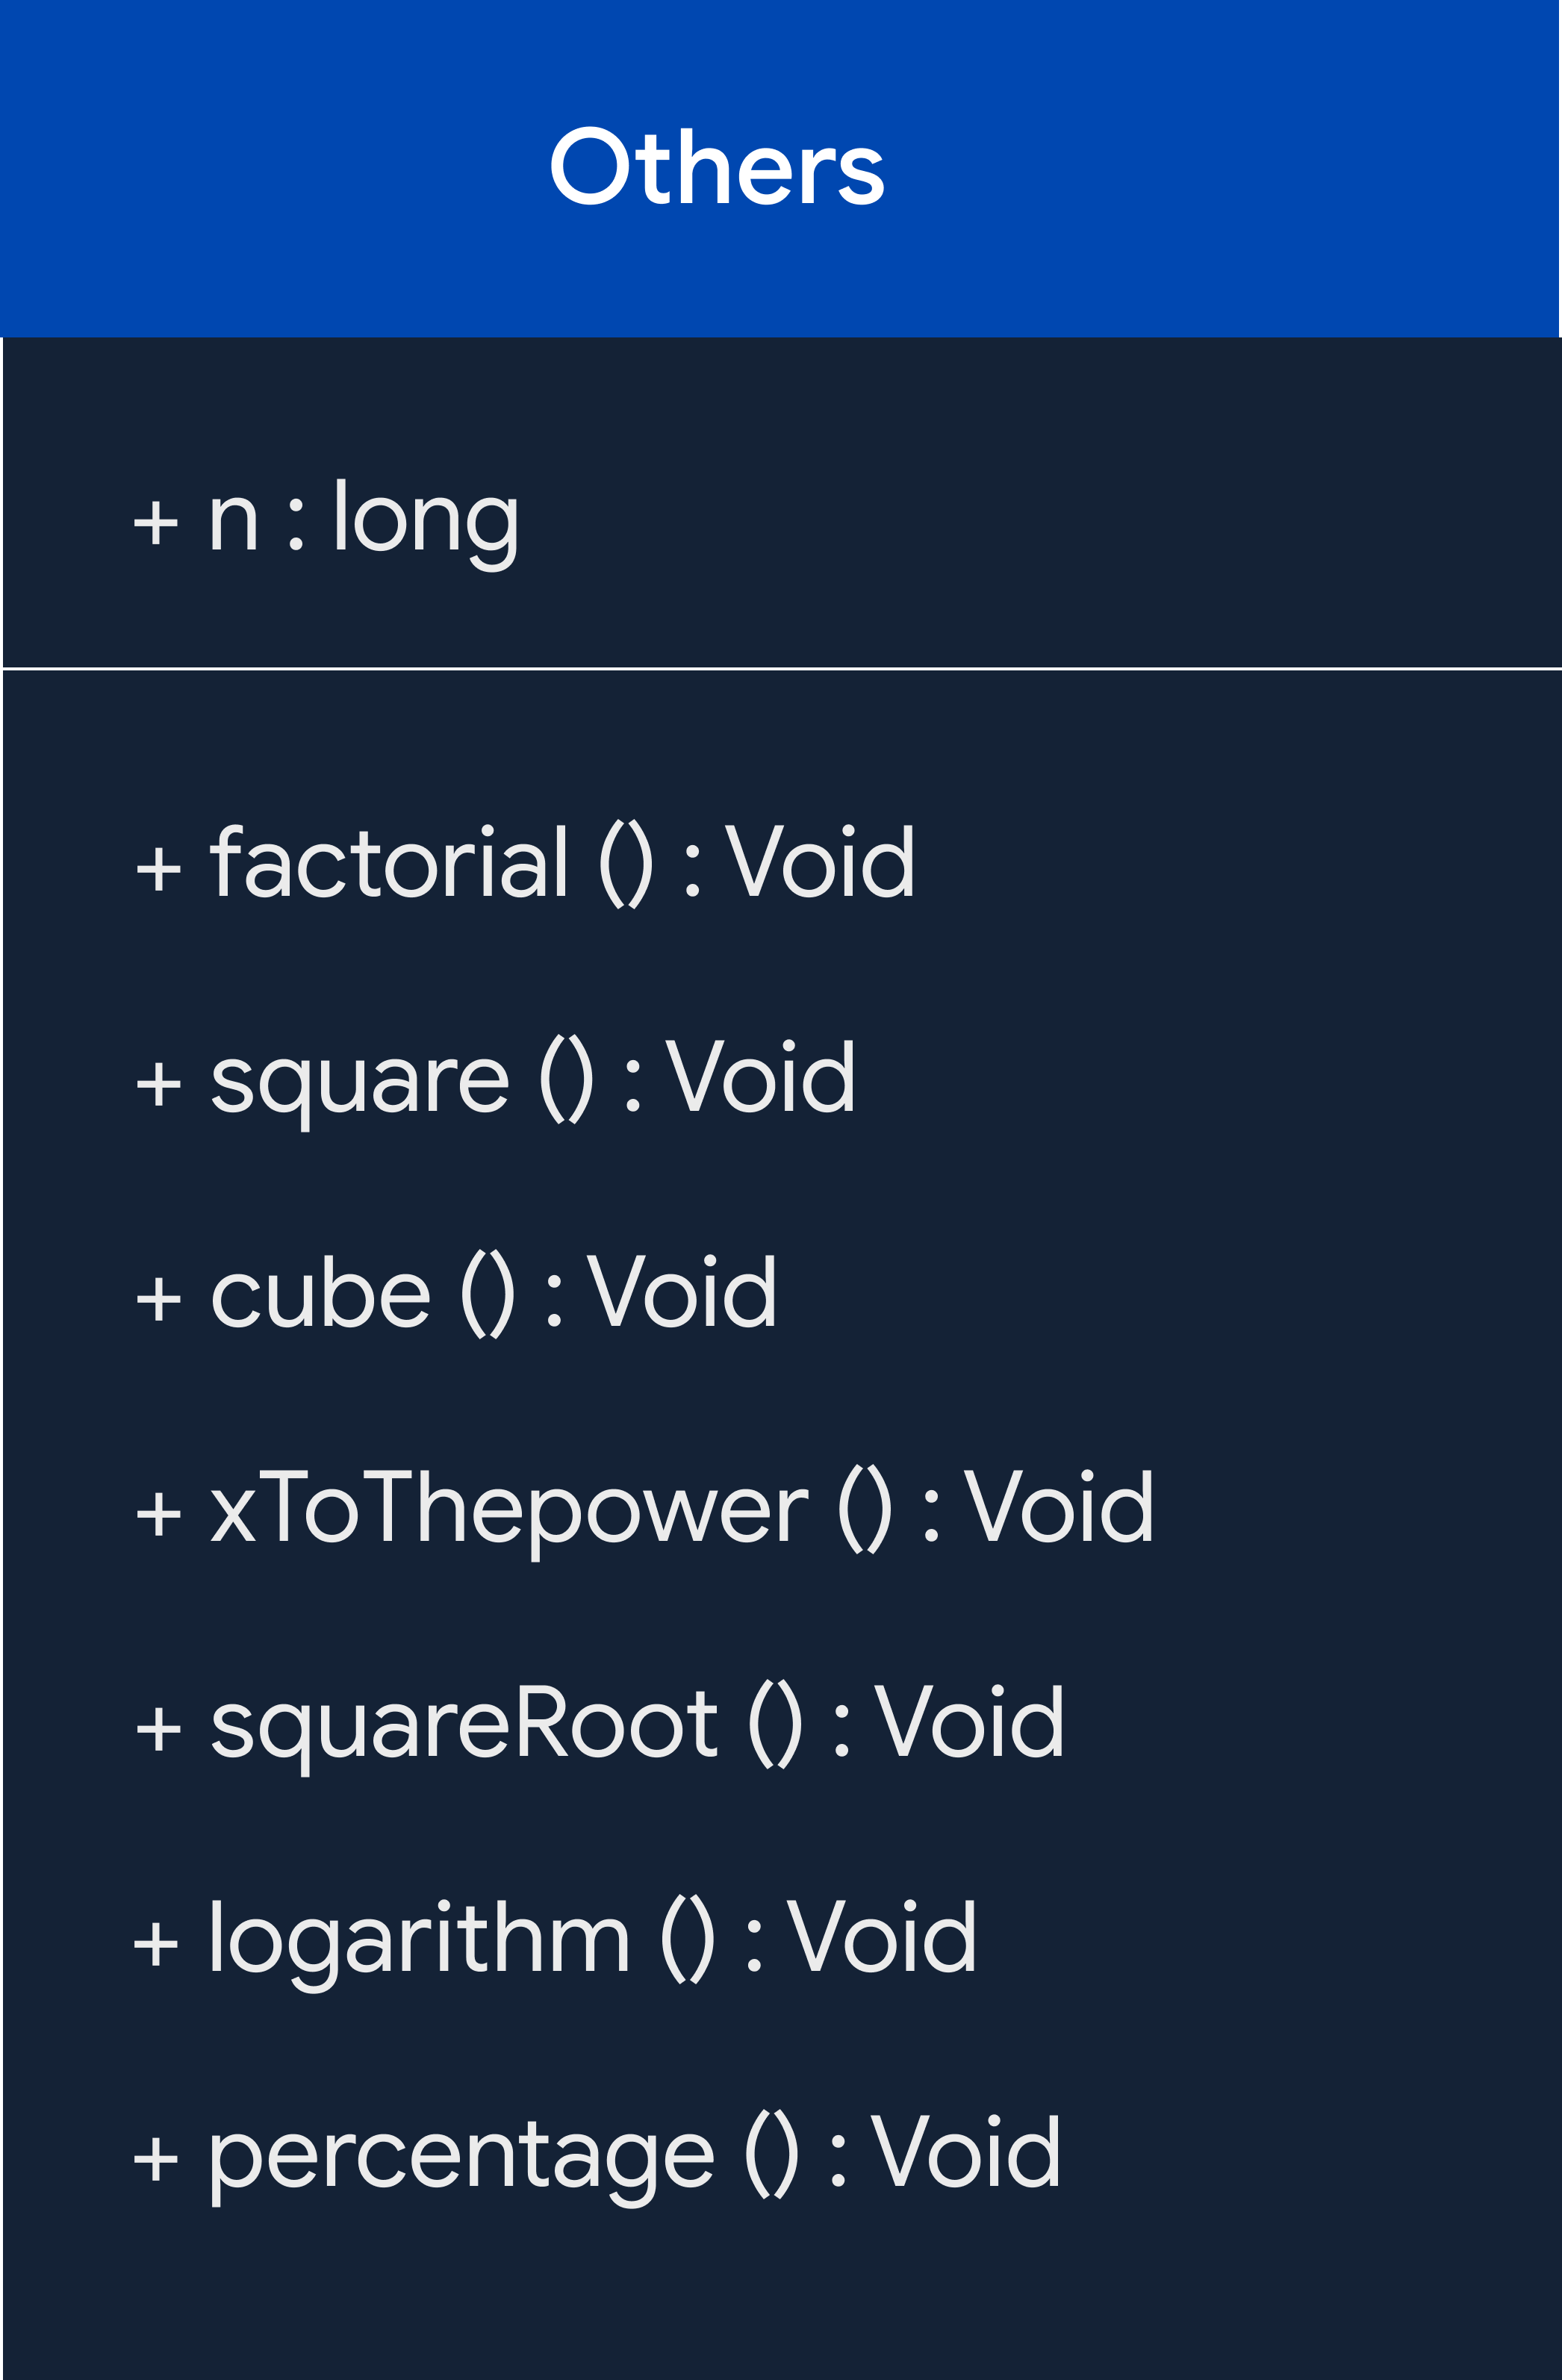 Others
+ n : long
+ factorial () : Void
+ square () : Void
+ cube () : Void
+ xToThepower () : Void
+ squareRoot () : Void
+ logarithm () : Void
+ percentage () : Void